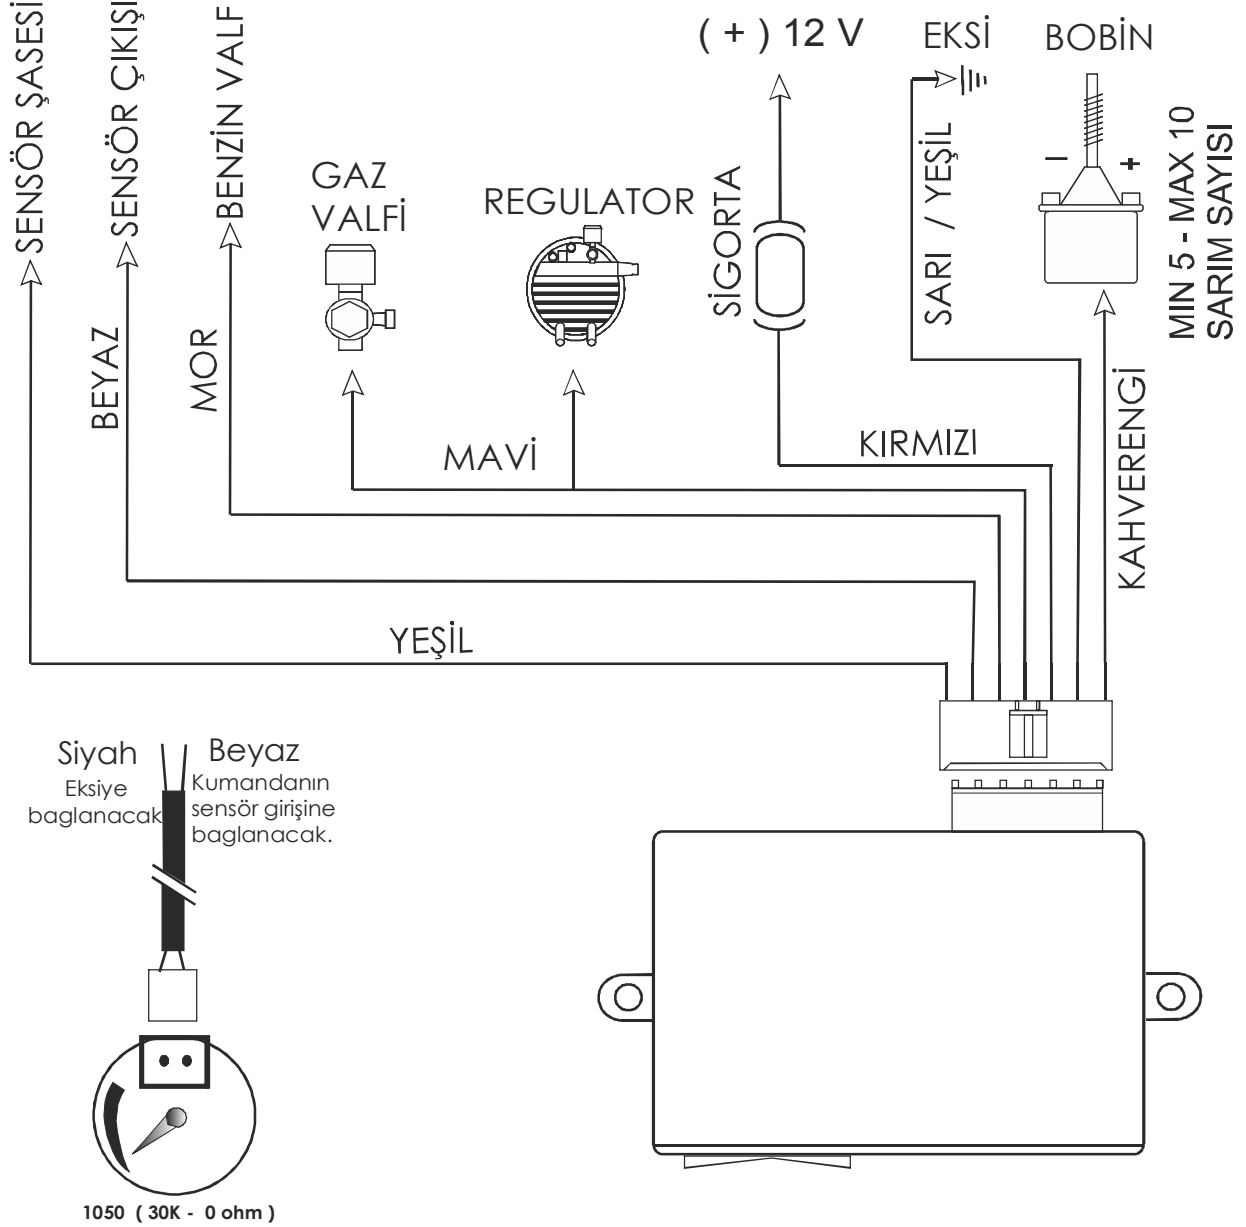 SENSÖR ŞASESİ
SENSÖR ÇIKIŞI
BENZİN VALF
( + ) 12 V
EKSİ
BOBİN
GAZ
VALFİ
REGULATOR
SİGORTA
SARI / YEŞİL
– +
MIN 5 - MAX 10
SARIM SAYISI
BEYAZ
MOR
MAVİ
KIRMIZI
KAHVERENGİ
YEŞİL
Siyah
Eksiye
baglanacak
Beyaz
Kumandanın
sensör girişine
baglanacak.
1050 ( 30K - 0 ohm )